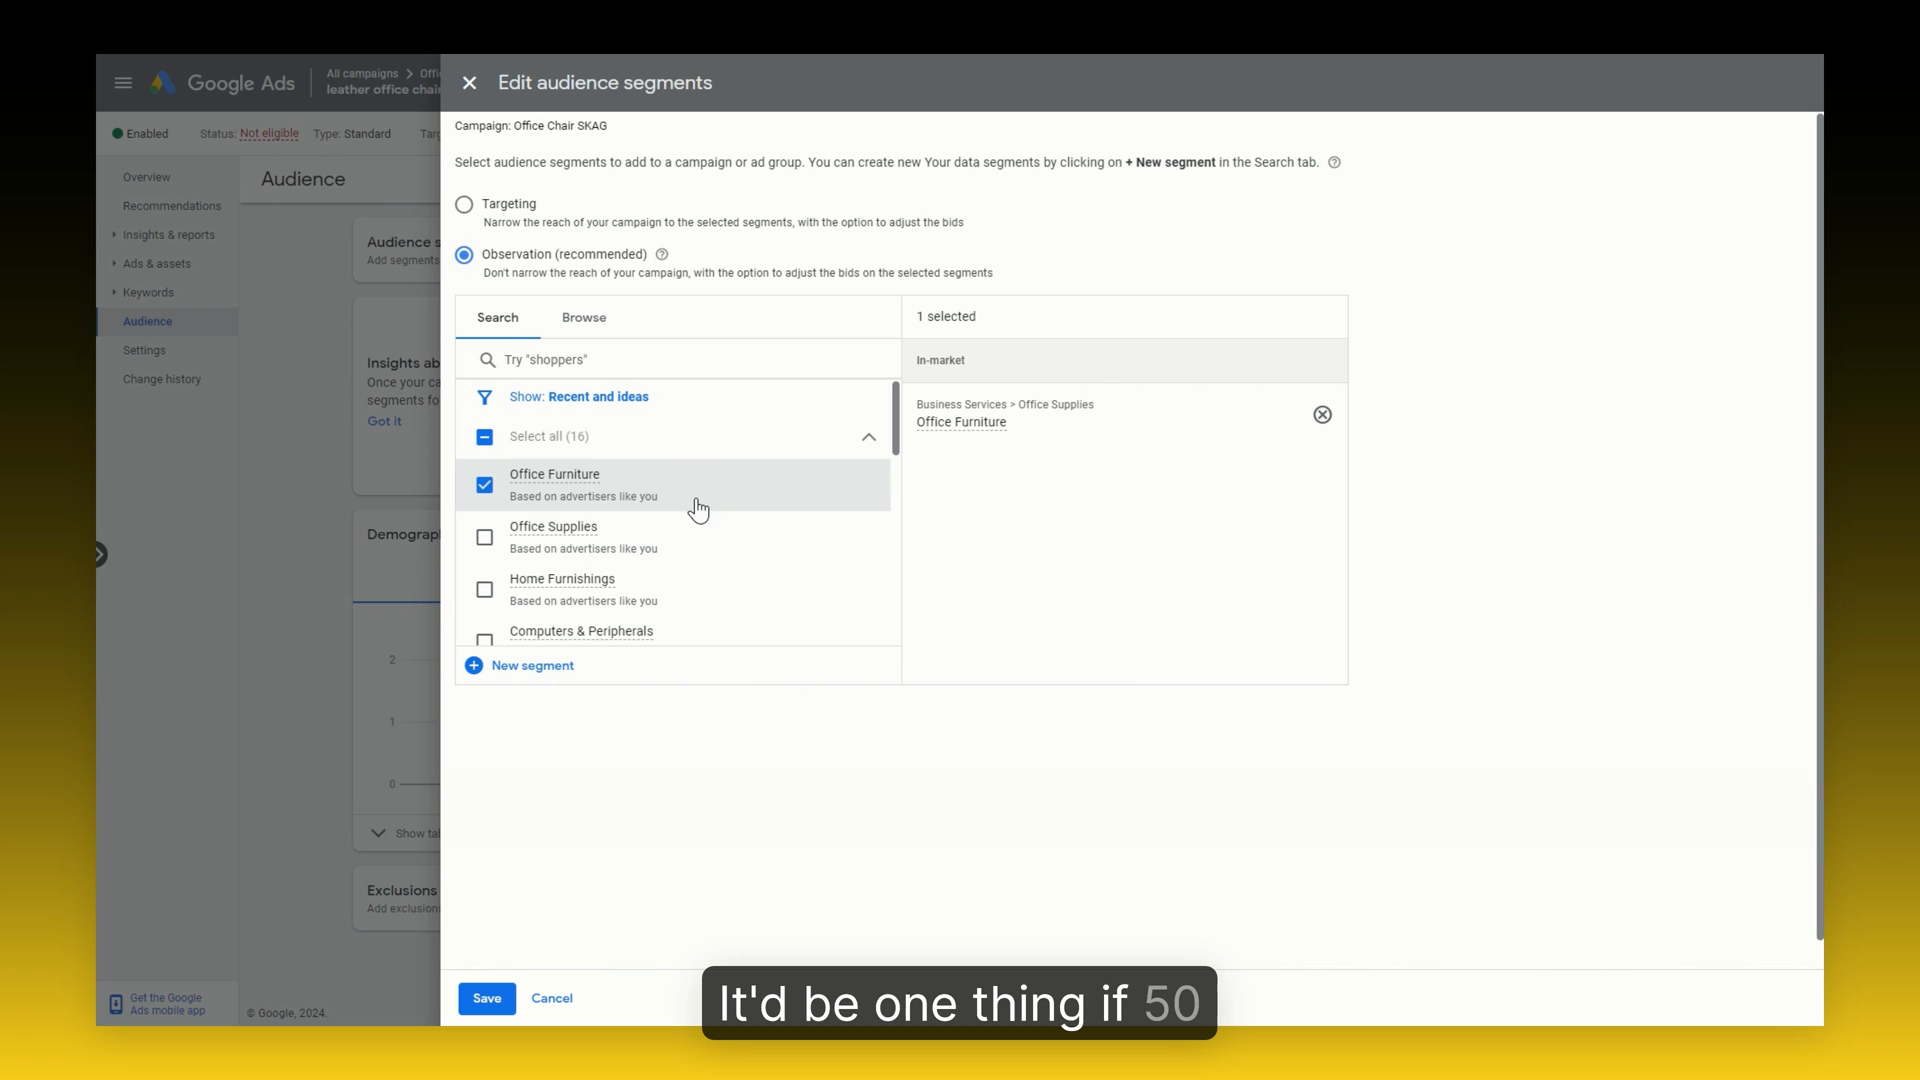 Google Ads
All campaigns > Offi
leather office chair
Edit audience segments
Enabled
Status: Not eligible Type: Standard Targ
Overview
Recommendations
Insights & reports
Ads & assets
Keywords
Audience
Settings
Change history
Get the Google
Ads mobile app
Audience
Audience s
Add segments
Insights ab
Once your ca
segments fo
Got it
Demograp
2
1
0
Show tab
Exclusions
Add exclusions
© Google, 2024.
Campaign: Office Chair SKAG
Select audience segments to add to a campaign or ad group. You can create new Your data segments by clicking on + New segment in the Search tab.
Targeting
Narrow the reach of your campaign to the selected segments, with the option to adjust the bids
Observation (recommended)
Don't narrow the reach of your campaign, with the option to adjust the bids on the selected segments
Search Browse
Try "shoppers"
Show: Recent and ideas
Select all (16)
Office Furniture
Based on advertisers like you
Office Supplies
Based on advertisers like you
Home Furnishings
Based on advertisers like you
Computers & Peripherals
New segment
1 selected
In-market
Business Services > Office Supplies
Office Furniture
Save Cancel
It'd be one thing if 50